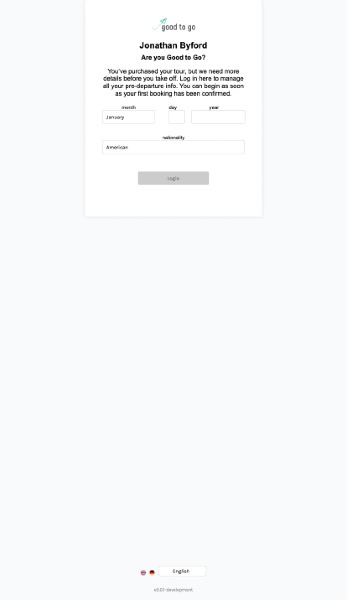 good to go
Jonathan Byford
Are you Good to Go?
You've purchased your tour, but we need more
details before you take off. Log in here to manage
all your pre-departure info. You can begin as soon
as your first booking has been confirmed.
month day year
January
nationality
American
Login
English
v0.0.1-development